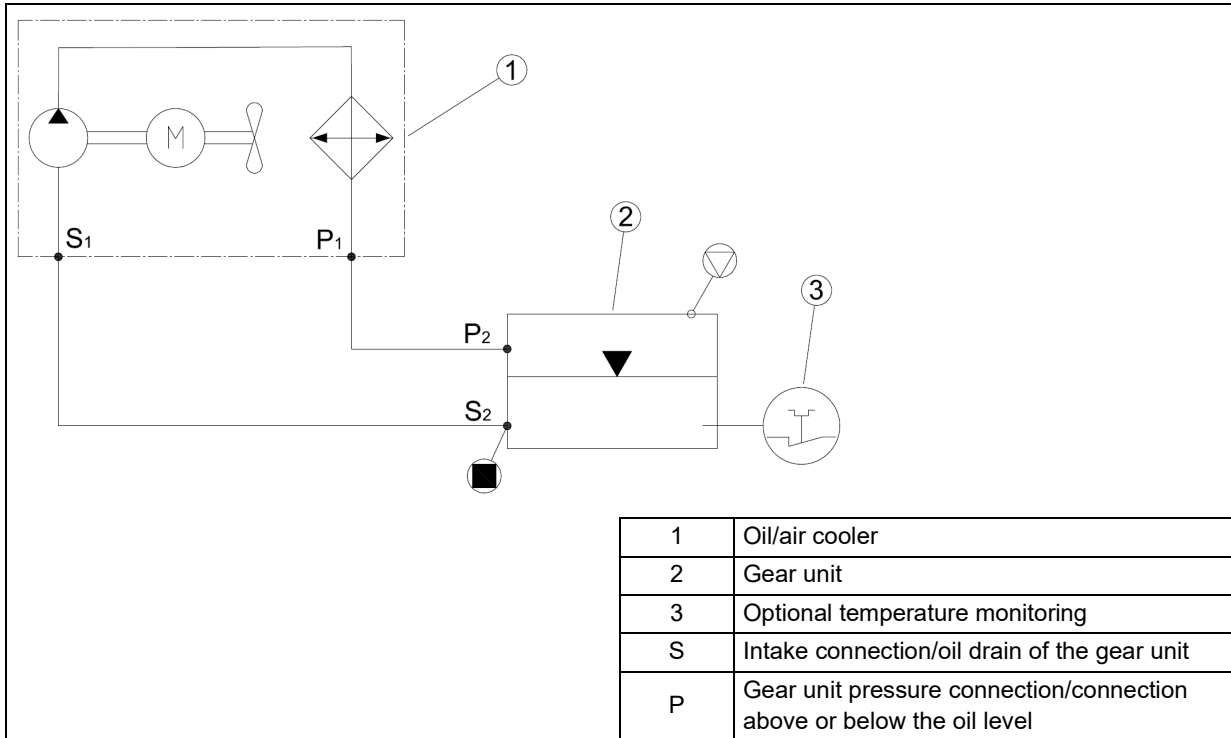 1
M
S1
P1
2
3
P2
S2
1 Oil/air cooler
2 Gear unit
3 Optional temperature monitoring
S Intake connection/oil drain of the gear unit
P Gear unit pressure connection/connection
above or below the oil level